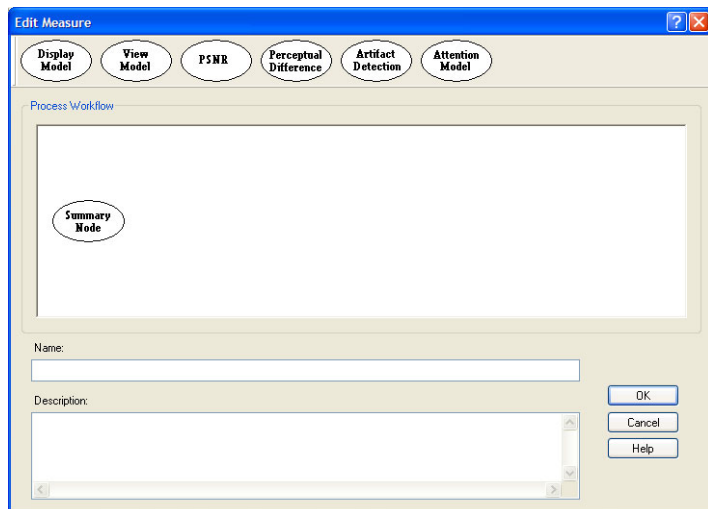 Edit Measure
Display
Model
View
Model
PSNR
Perceptual
Difference
Artifact
Detection
Attention
Model
Process Workflow
Summary
Node
Name:
Description:
OK
Cancel
Help